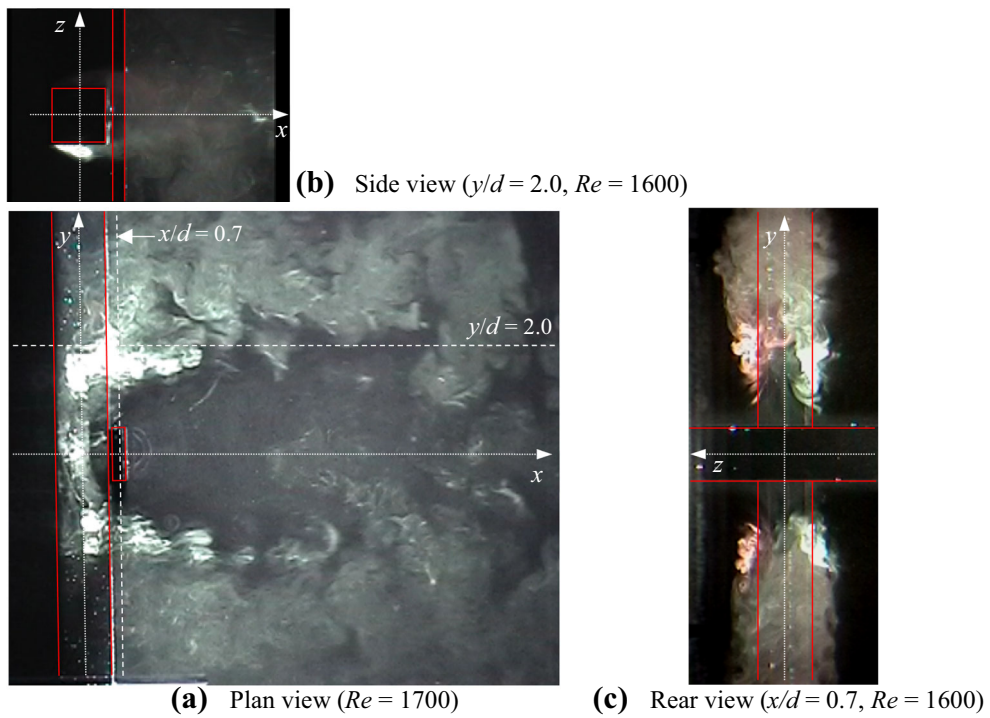 z
x
(b) Side view (y/d = 2.0, Re = 1600)
y
x/d = 0.7
y/d = 2.0
x
y
z
(a) Plan view (Re = 1700)
(c) Rear view (x/d = 0.7, Re = 1600)